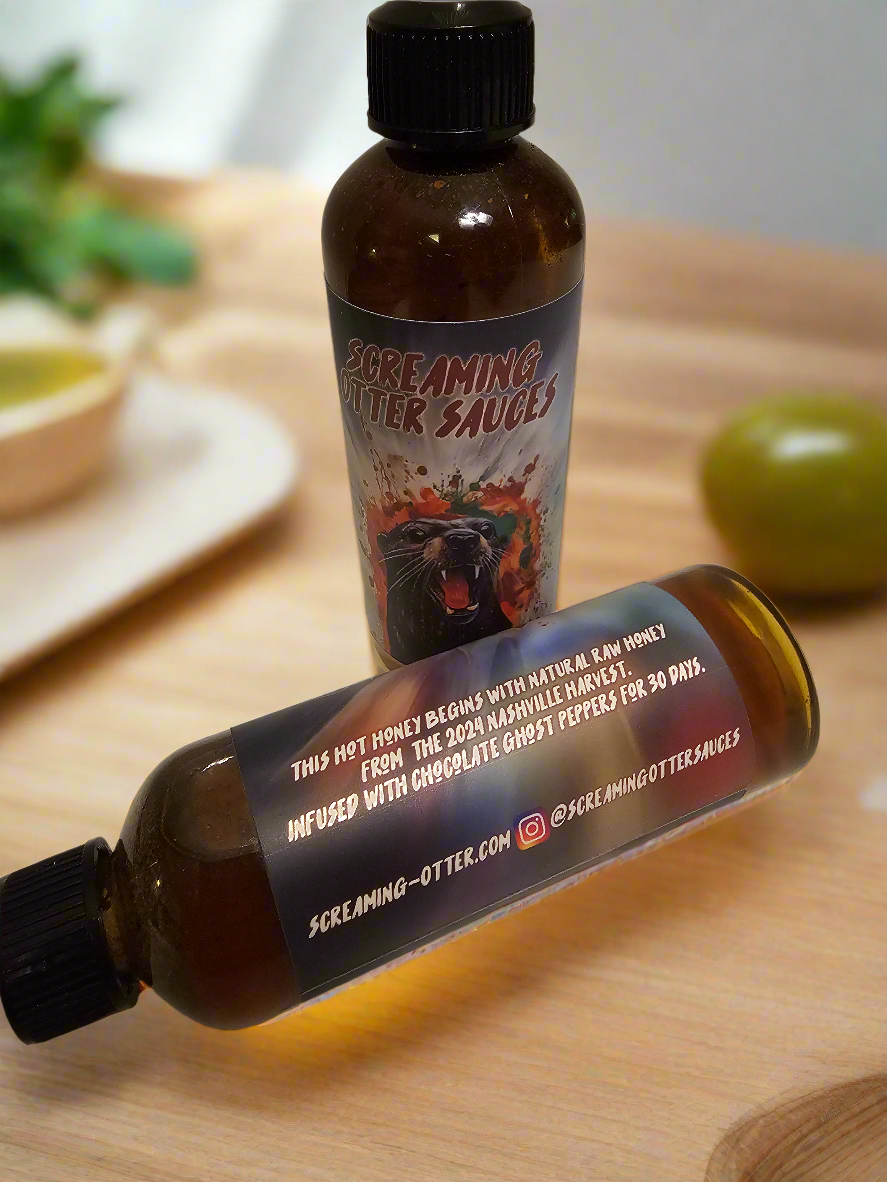 SCREAMING
OTTER SAUCES
THIS HOT HONEY BEGINS WITH NATURAL RAW HONEY
FROM THE 2024 NASHVILLE HARVEST.
INFUSED WITH CHOCOLATE GHOST PEPPERS FOR 30 DAYS.
SCREAMING-OTTER.COM @SCREAMINGOTTERSAUCES